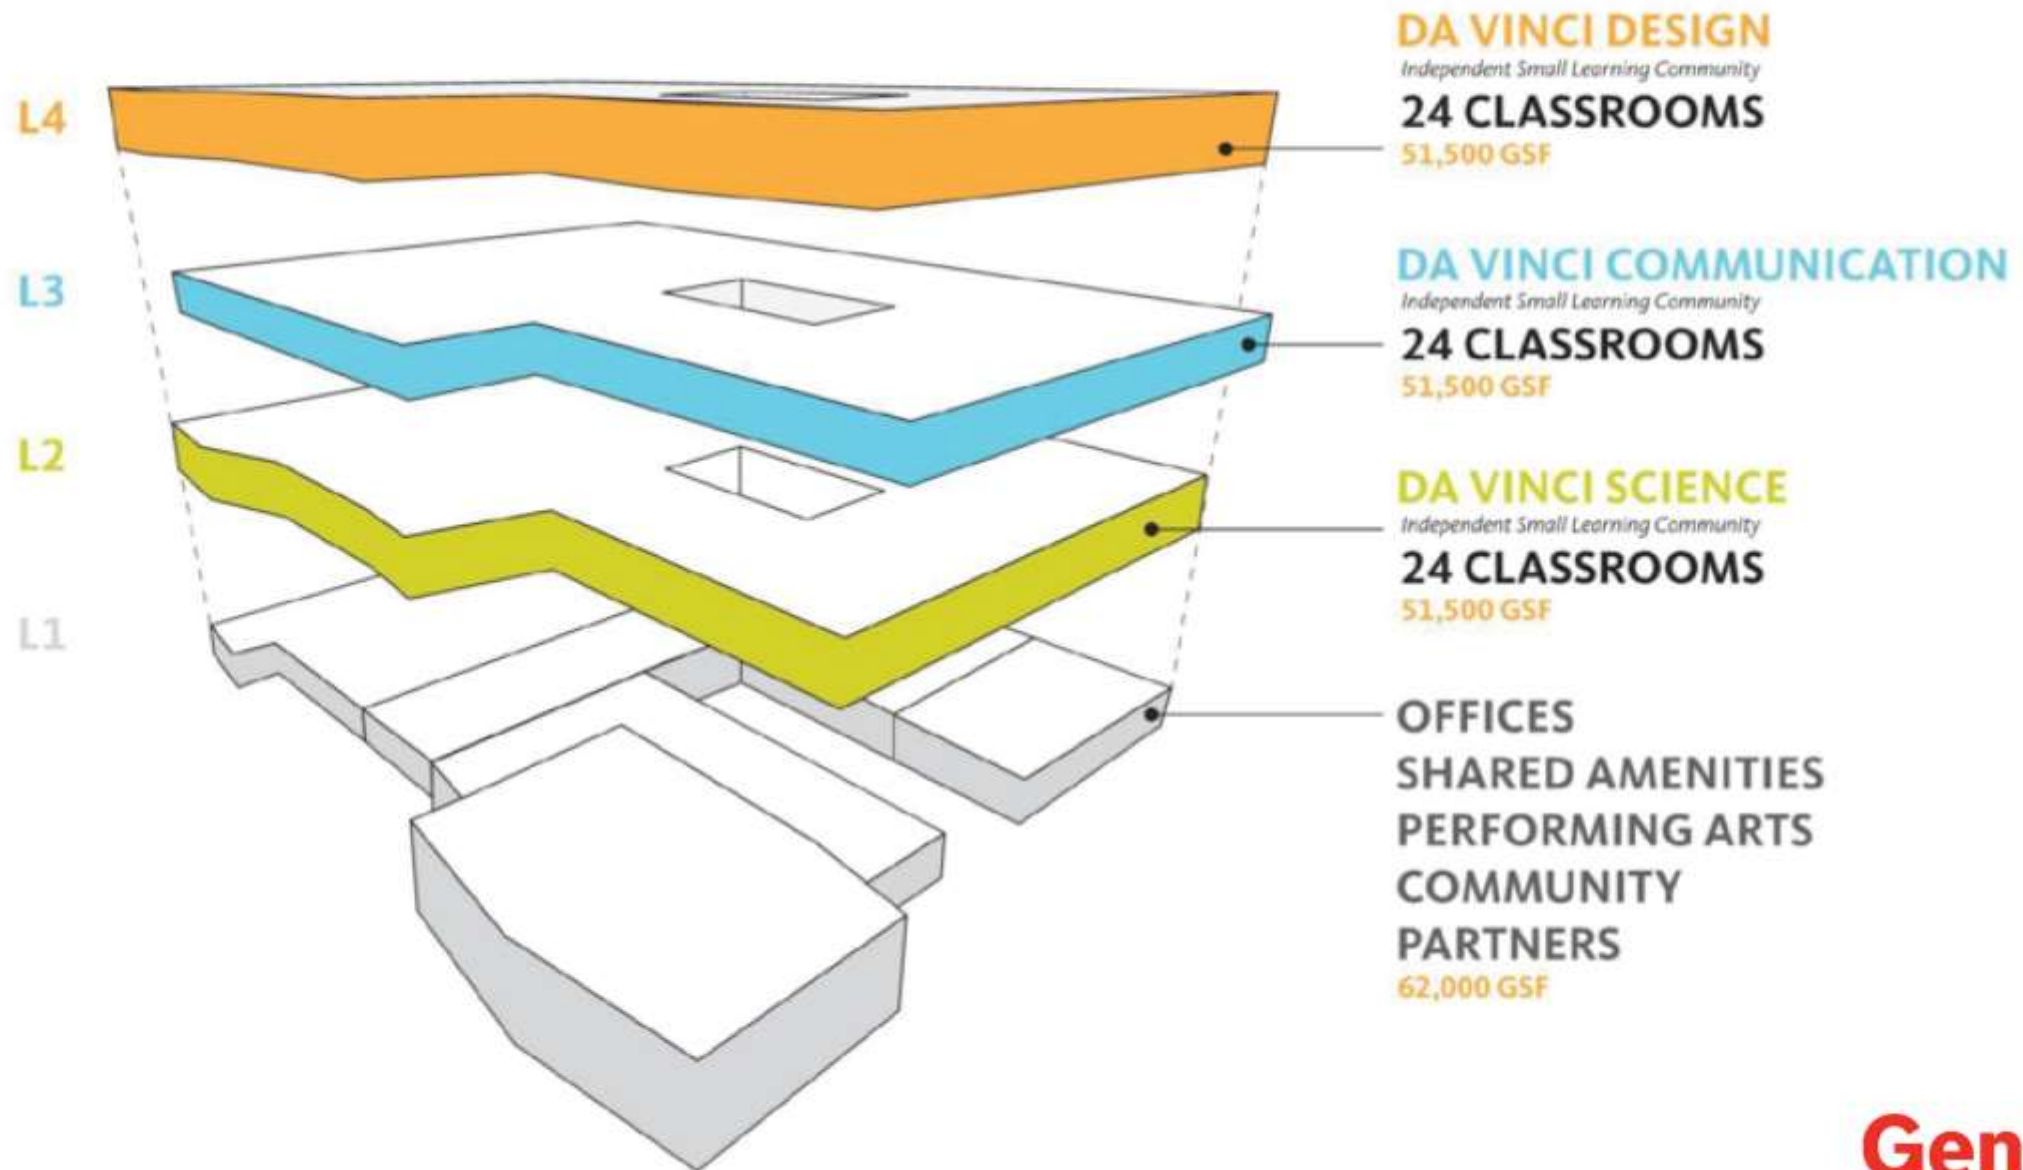 L4
DA VINCI DESIGN
Independent Small Learning Community
24 CLASSROOMS
51,500 GSF
L3
DA VINCI COMMUNICATION
Independent Small Learning Community
24 CLASSROOMS
51,500 GSF
L2
DA VINCI SCIENCE
Independent Small Learning Community
24 CLASSROOMS
51,500 GSF
L1
OFFICES
SHARED AMENITIES
PERFORMING ARTS
COMMUNITY
PARTNERS
62,000 GSF
Gen